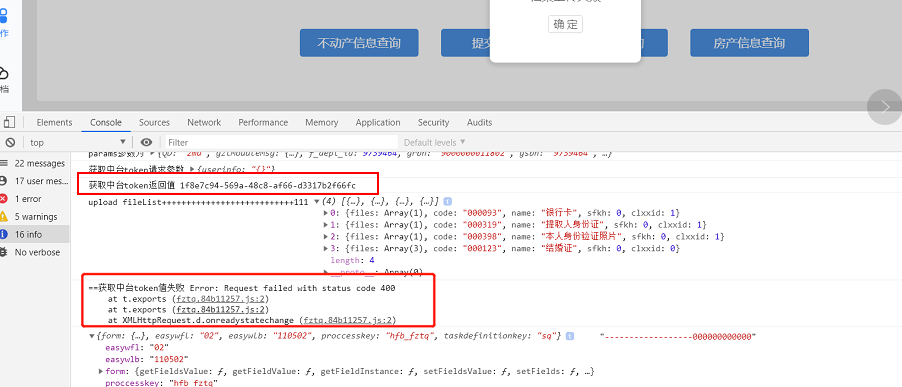 确 定
作
不动产信息查询
提交
询
房产信息查询
档
Elements Console Sources Network Performance Memory Application Security Audits
top Filter Default levels
params参数为 {QD: "zmd", gzcModuleMsg: {…}, f_dept_id: 9739464, grbh: "9000000011802", ysbh: "9739464", …}
22 messages
获取中台token请求参数 {userinfo: "{}"}
17 user mes...
获取中台token返回值 1f8e7c94-569a-48c8-af66-d3317b2f66fc
1 error
upload fileList+++++++++++++++++++++++++++111 (4) [{…}, {…}, {…}, {…}]
5 warnings
0: {files: Array(1), code: "000093", name: "银行卡", sfkh: 0, clxxid: 1}
1: {files: Array(1), code: "000319", name: "提取人身份证", sfkh: 0, clxxid: 1}
16 info
2: {files: Array(1), code: "000398", name: "本人身份验证照片", sfkh: 0, clxxid: 1}
No verbose
3: {files: Array(3), code: "000123", name: "结婚证", sfkh: 0, clxxid: 0}
length: 4
__proto__: Array(0)
==获取中台token值失败 Error: Request failed with status code 400
at t.exports (fztq.84b11257.js:2)
at t.exports (fztq.84b11257.js:2)
at XMLHttpRequest.d.onreadystatechange (fztq.84b11257.js:2)
{form: {…}, easywfl: "02", easywlb: "110502", proccesskey: "hfb_fztq", taskdefinitionkey: "sq"} "------------------000000000000"
easywfl: "02"
easywlb: "110502"
form: {getFieldsValue: ƒ, getFieldValue: ƒ, getFieldInstance: ƒ, setFieldsValue: ƒ, setFields: ƒ, …}
proccesskey: "hfb_fztq"